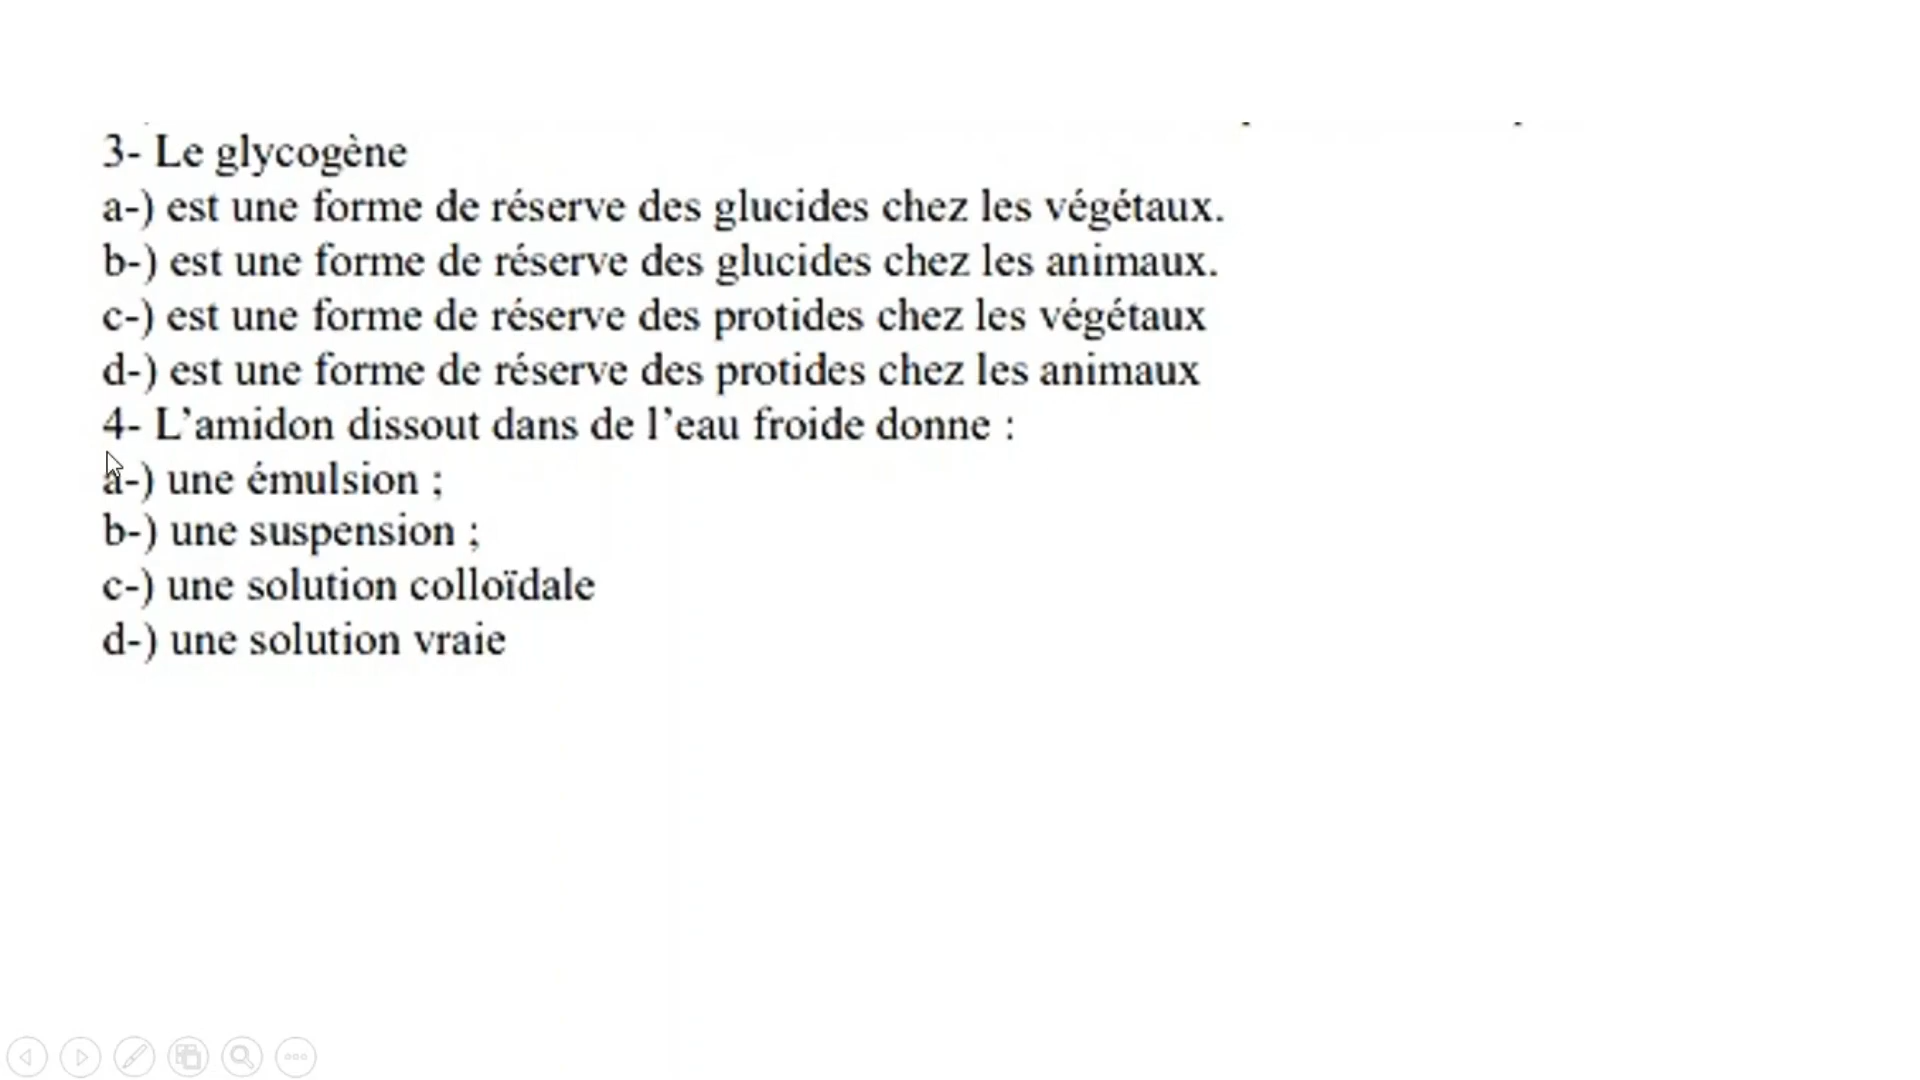 3- Le glycogène
a-) est une forme de réserve des glucides chez les végétaux.
b-) est une forme de réserve des glucides chez les animaux.
c-) est une forme de réserve des protides chez les végétaux
d-) est une forme de réserve des protides chez les animaux
4- L’amidon dissout dans de l’eau froide donne :
a-) une émulsion ;
b-) une suspension ;
c-) une solution colloïdale
d-) une solution vraie